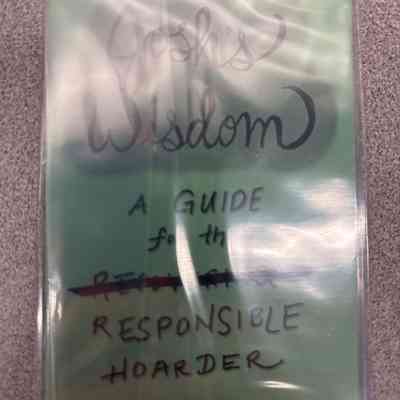 Wisdom
A GUIDE
for the
RESPONSIBLE
HOARDER